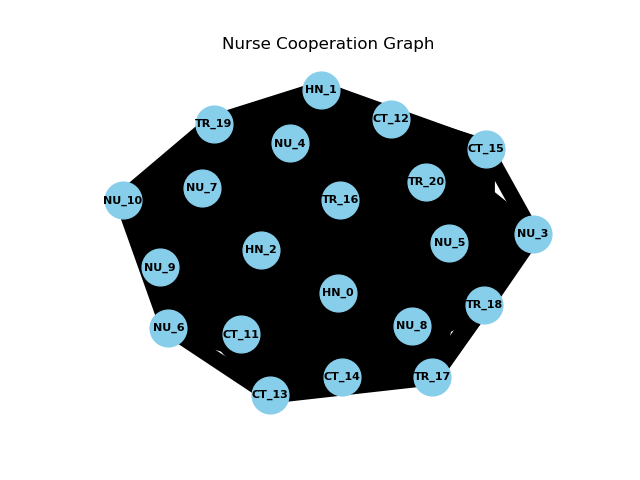 Nurse Cooperation Graph
HN_1
TR_19
CT_12
NU_4
CT_15
TR_20
NU_7
NU_10
TR_16
NU_3
NU_5
HN_2
NU_9
HN_0
TR_18
NU_8
NU_6
CT_11
CT_14
TR_17
CT_13